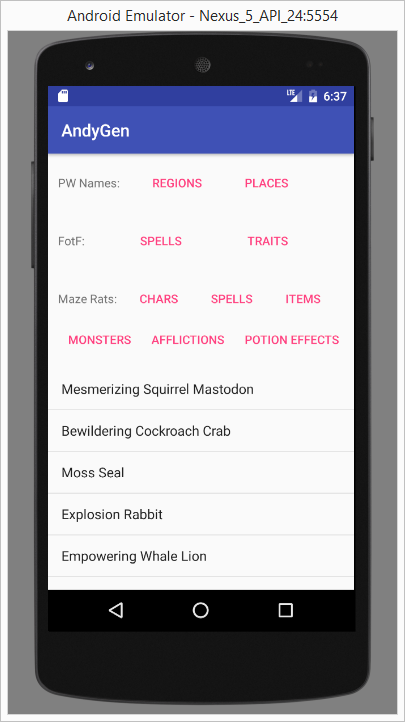 Android Emulator - Nexus_5_API_24:5554
LTE 6:37
AndyGen
PW Names: REGIONS PLACES
FotF: SPELLS TRAITS
Maze Rats: CHARS SPELLS ITEMS
MONSTERS AFFLICTIONS POTION EFFECTS
Mesmerizing Squirrel Mastodon
Bewildering Cockroach Crab
Moss Seal
Explosion Rabbit
Empowering Whale Lion